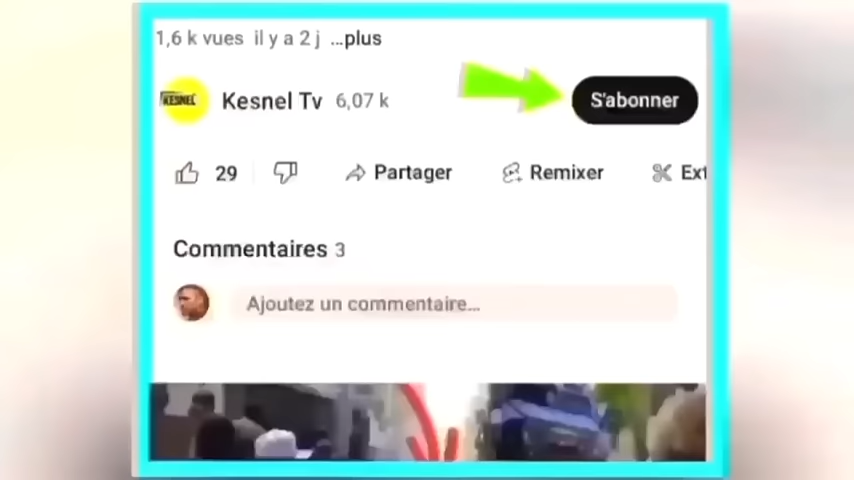 1,6 k vues il y a 2 j ...plus
KESNEL
Kesnel Tv 6,07 k
S'abonner
29
Partager
Remixer
Ext
Commentaires 3
Ajoutez un commentaire...